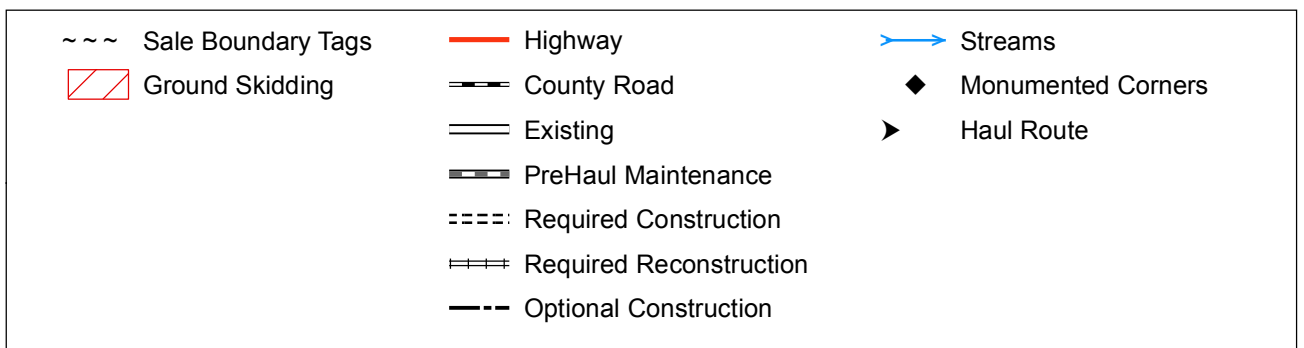 Sale Boundary Tags
Ground Skidding
Highway
County Road
Existing
PreHaul Maintenance
Required Construction
Required Reconstruction
Optional Construction
Streams
Monumented Corners
Haul Route